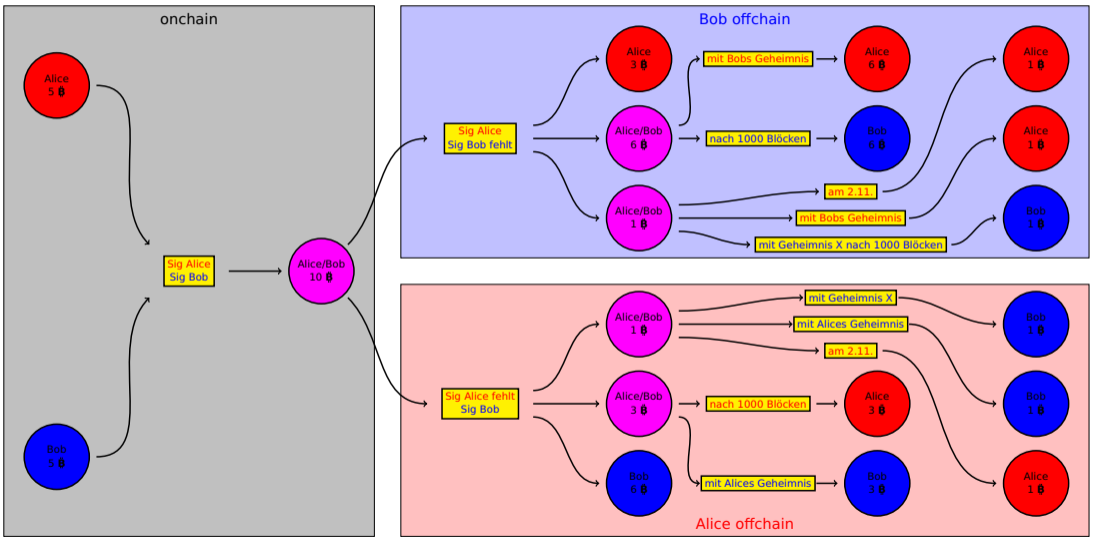 onchain
Alice
5 ฿
Bob
5 ฿
Sig Alice
Sig Bob
Alice/Bob
10 ฿
Bob offchain
Sig Alice
Sig Bob fehlt
Alice
3 ฿
Alice/Bob
6 ฿
Alice/Bob
1 ฿
mit Bobs Geheimnis
nach 1000 Blöcken
am 2.11.
mit Bobs Geheimnis
mit Geheimnis X nach 1000 Blöcken
Alice
6 ฿
Bob
6 ฿
Alice
1 ฿
Alice
1 ฿
Bob
1 ฿
Sig Alice fehlt
Sig Bob
Alice/Bob
1 ฿
Alice/Bob
3 ฿
Bob
6 ฿
mit Geheimnis X
mit Alices Geheimnis
am 2.11.
nach 1000 Blöcken
mit Alices Geheimnis
Alice
3 ฿
Bob
3 ฿
Bob
1 ฿
Bob
1 ฿
Alice
1 ฿
Alice offchain